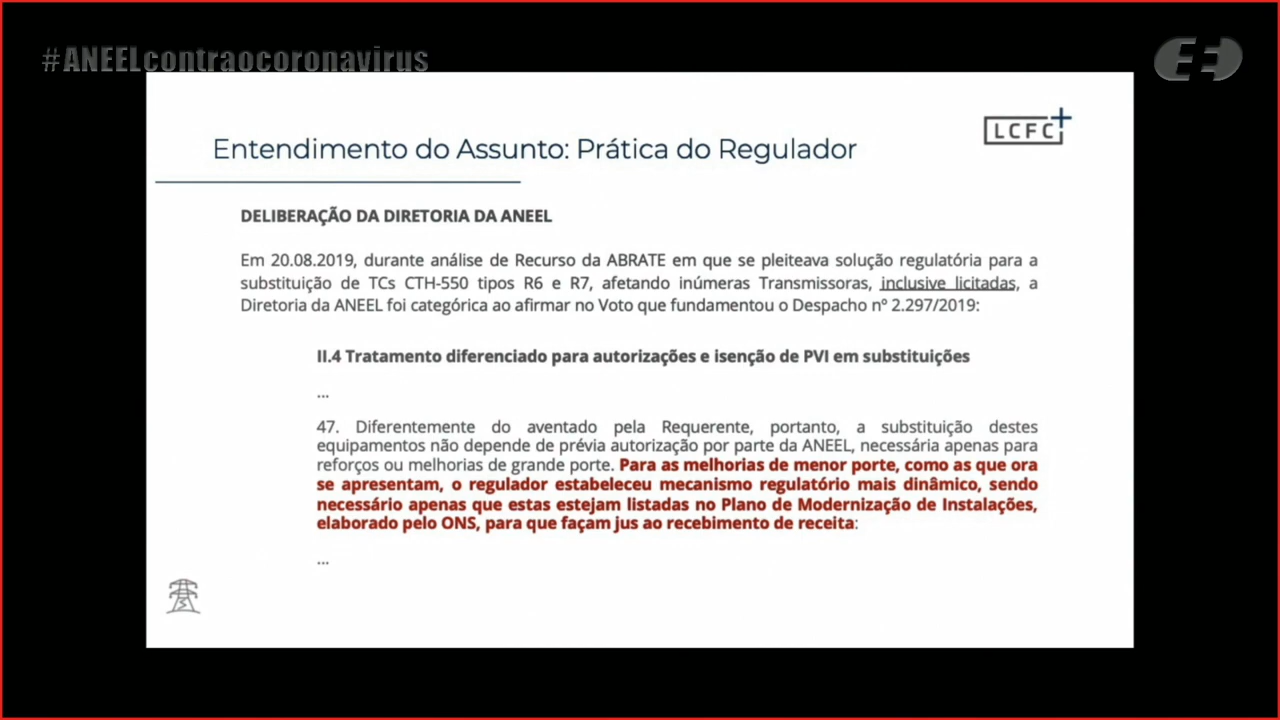 #ANEELcontraocoronavirus
LCFC
Entendimento do Assunto: Prática do Regulador
DELIBERAÇÃO DA DIRETORIA DA ANEEL
Em 20.08.2019, durante análise de Recurso da ABRATE em que se pleiteava solução regulatória para a
substituição de TCs CTH-550 tipos R6 e R7, afetando inúmeras Transmissoras, inclusive licitadas, a
Diretoria da ANEEL foi categórica ao afirmar no Voto que fundamentou o Despacho nº 2.297/2019:
II.4 Tratamento diferenciado para autorizações e isenção de PVI em substituições
...
47. Diferentemente do aventado pela Requerente, portanto, a substituição destes
equipamentos não depende de prévia autorização por parte da ANEEL, necessária apenas para
reforços ou melhorias de grande porte. Para as melhorias de menor porte, como as que ora
se apresentam, o regulador estabeleceu mecanismo regulatório mais dinâmico, sendo
necessário apenas que estas estejam listadas no Plano de Modernização de Instalações,
elaborado pelo ONS, para que façam jus ao recebimento de receita:
...